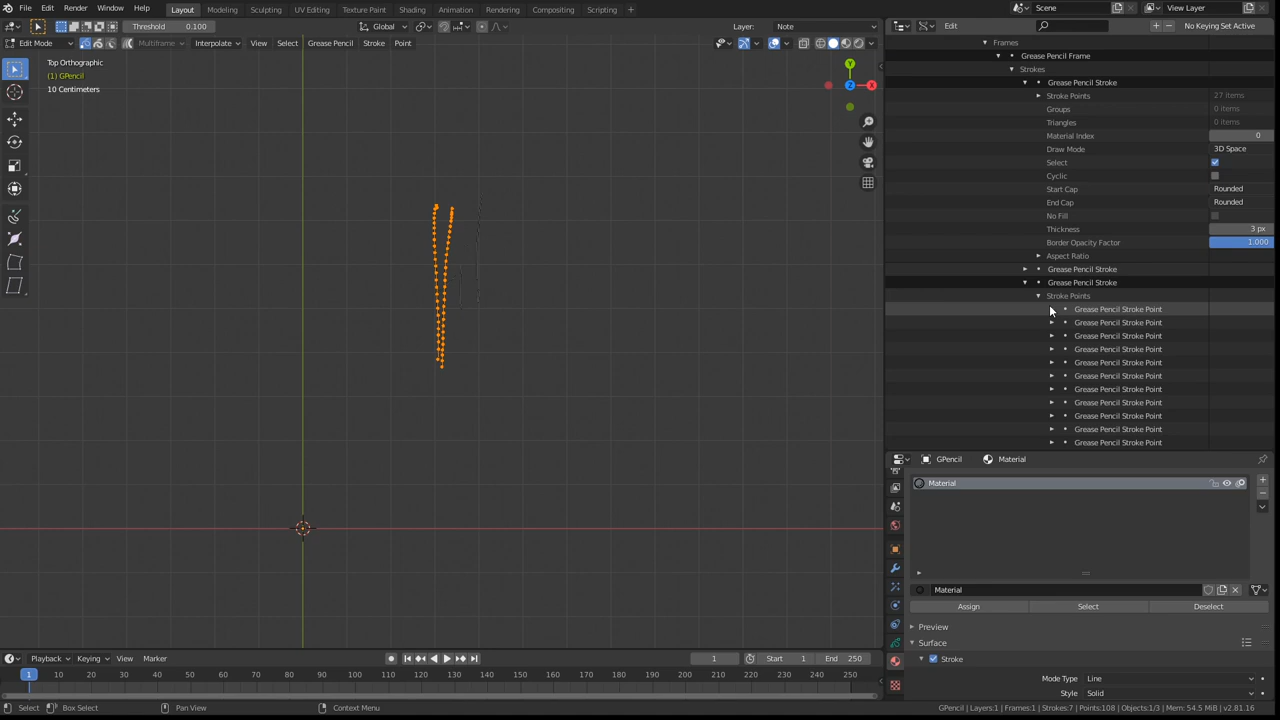 File Edit Render Window Help Layout Modeling Sculpting UV Editing Texture Paint Shading Animation Rendering Compositing Scripting Scene View Layer
Threshold 0.100 Global Layer: Note Edit No Keying Set Active
Edit Mode Multiframe Interpolate View Select Grease Pencil Stroke Point
Top Orthographic
(1) GPencil
10 Centimeters
Y
X
Z
Frames
Grease Pencil Frame
Strokes
Grease Pencil Stroke
Stroke Points 27 items
Groups 0 items
Triangles 0 items
Material Index 0
Draw Mode 3D Space
Select
Cyclic
Start Cap Rounded
End Cap Rounded
No Fill
Thickness 3 px
Border Opacity Factor 1.000
Aspect Ratio
Grease Pencil Stroke
Grease Pencil Stroke
Stroke Points
Grease Pencil Stroke Point
Grease Pencil Stroke Point
Grease Pencil Stroke Point
Grease Pencil Stroke Point
Grease Pencil Stroke Point
Grease Pencil Stroke Point
Grease Pencil Stroke Point
Grease Pencil Stroke Point
Grease Pencil Stroke Point
Grease Pencil Stroke Point
Grease Pencil Stroke Point
GPencil Material
Material
Material
Assign Select Deselect
Preview
Surface
Stroke
Mode Type Line
Style Solid
Playback Keying View Marker 1 Start 1 End 250
1 10 20 30 40 50 60 70 80 90 100 110 120 130 140 150 160 170 180 190 200 210 220 230 240 250
Select Box Select Pan View Context Menu GPencil | Layers:1 | Frames:1 | Strokes:7 | Points:108 | Objects:1/3 | Mem: 54.5 MiB | v2.81.16